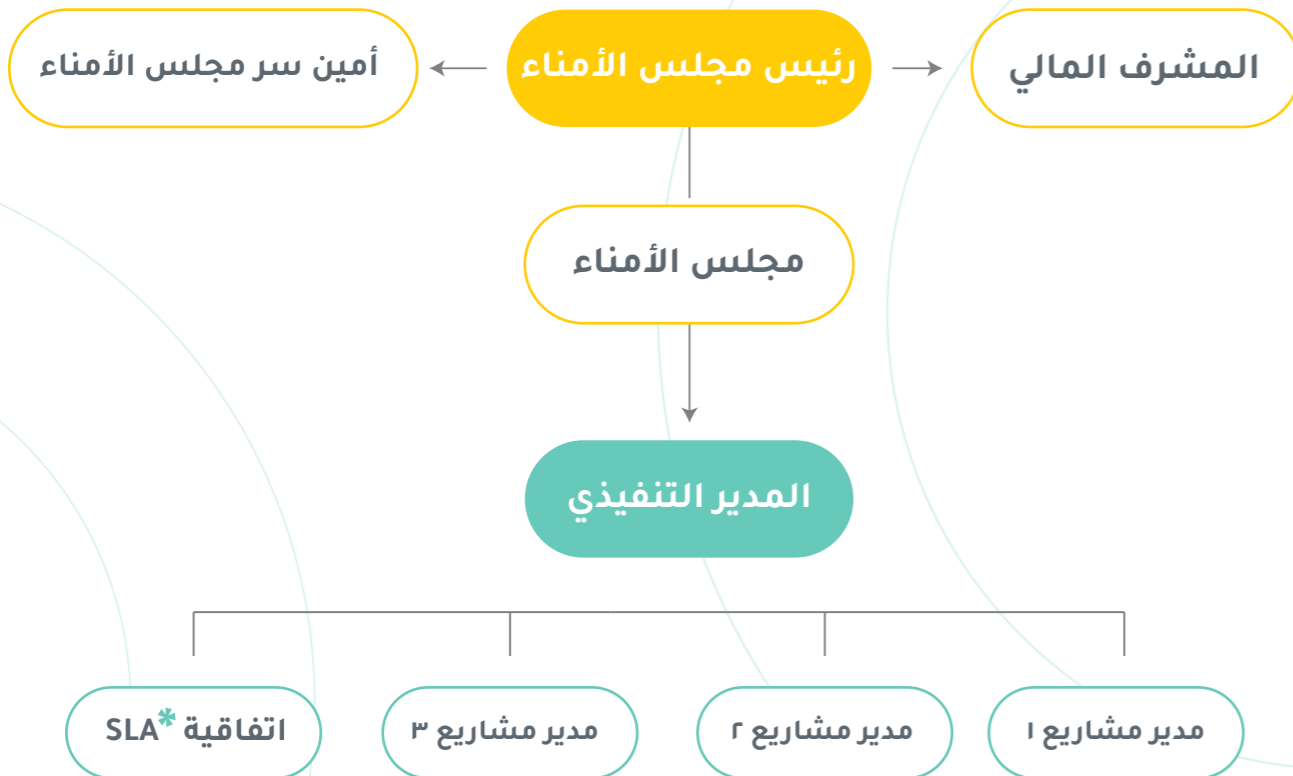 المشرف المالي
رئيس مجلس الأمناء
أمين سر مجلس الأمناء
مجلس الأمناء
المدير التنفيذي
مدير مشاريع ١
مدير مشاريع ٢
مدير مشاريع ٣
اتفاقية SLA*